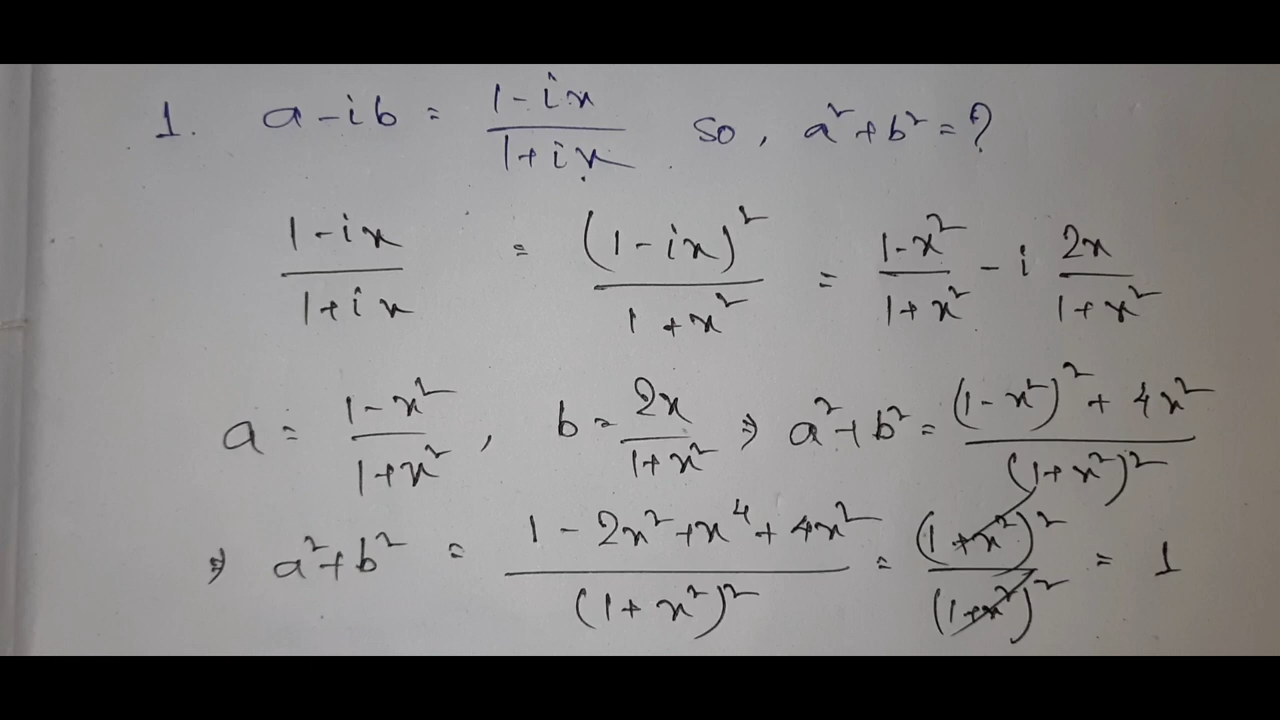 1. a - ib = (1 - ix)/(1 + ix). So, a² + b² = ?
(1 - ix)/(1 + ix) = (1 - ix)²/(1 + x²) = (1 - x²)/(1 + x²) - i 2x/(1 + x²)
a = (1 - x²)/(1 + x²), b = 2x/(1 + x²) ⇒ a² + b² = ((1 - x²)² + 4x²)/(1 + x²)²
⇒ a² + b² = (1 - 2x² + x⁴ + 4x²)/(1 + x²)² = (1 + x²)²/(1 + x²)² = 1